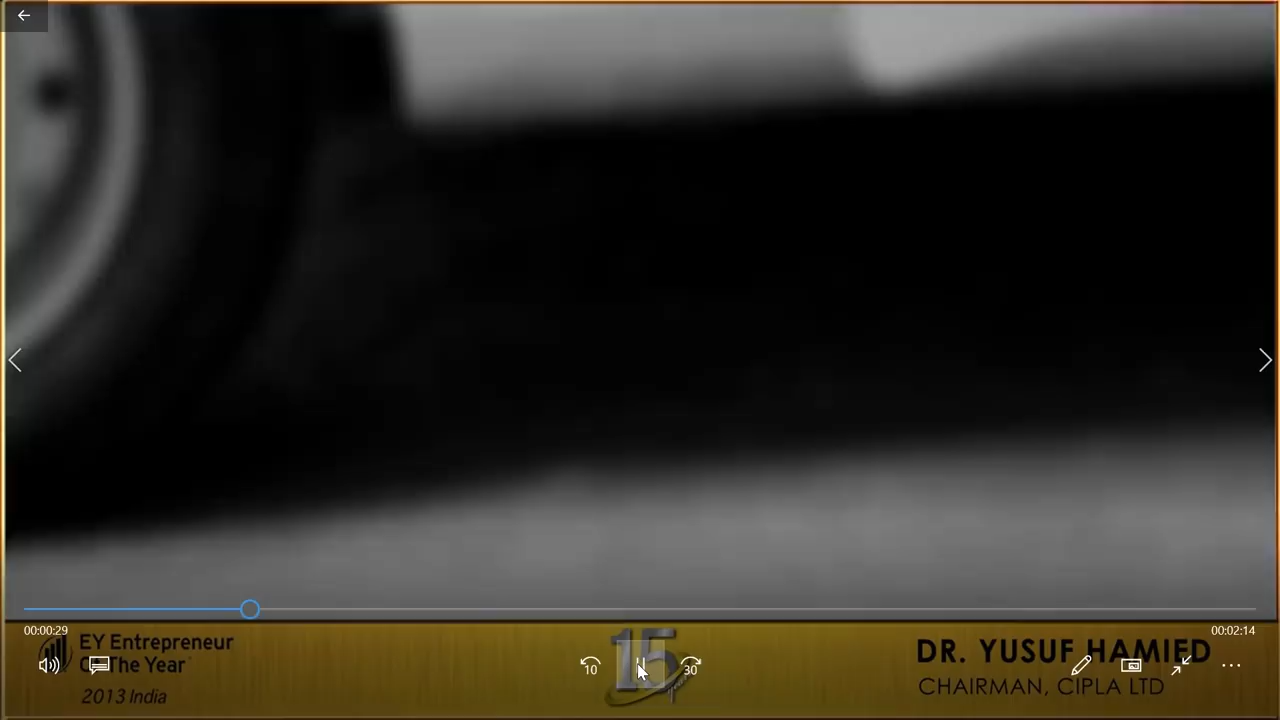 00:00:29
00:02:14
EY Entrepreneur
Of The Year
2013 India
15
DR. YUSUF HAMIED
CHAIRMAN, CIPLA LTD
10
30